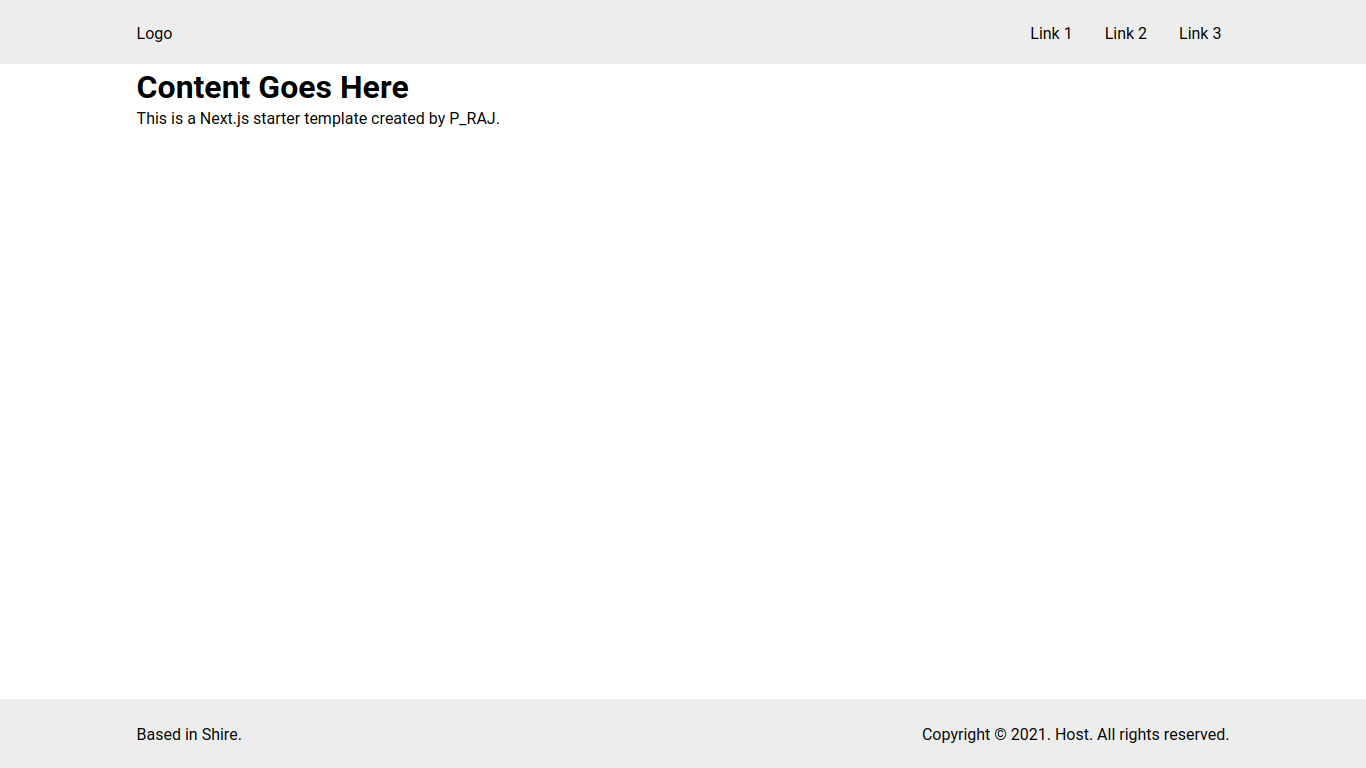 Logo Link 1 Link 2 Link 3
Content Goes Here
This is a Next.js starter template created by P_RAJ.
Based in Shire. Copyright © 2021. Host. All rights reserved.